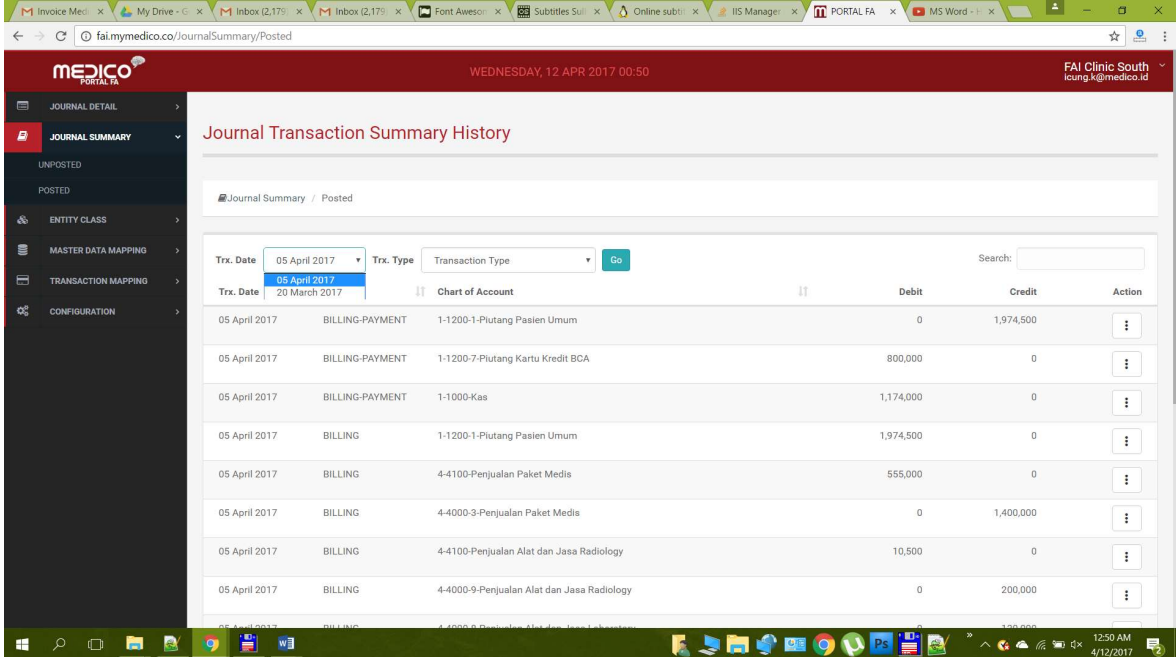 Invoice Medi
My Drive - G
Inbox (2,179
Inbox (2,179
Font Awesom
Subtitles Sul
Online subti
IIS Manager
PORTAL FA
MS Word - H
fai.mymedico.co/JournalSummary/Posted
MEDICO
PORTAL FA
WEDNESDAY, 12 APR 2017 00:50
FAI Clinic South
icung.k@medico.id
JOURNAL DETAIL
JOURNAL SUMMARY
UNPOSTED
POSTED
ENTITY CLASS
MASTER DATA MAPPING
TRANSACTION MAPPING
CONFIGURATION
Journal Transaction Summary History
Journal Summary / Posted
Trx. Date 05 April 2017 Trx. Type Transaction Type Go Search:
05 April 2017
20 March 2017
Trx. Date Chart of Account Debit Credit Action
05 April 2017 BILLING-PAYMENT 1-1200-1-Piutang Pasien Umum 0 1,974,500
05 April 2017 BILLING-PAYMENT 1-1200-7-Piutang Kartu Kredit BCA 800,000 0
05 April 2017 BILLING-PAYMENT 1-1000-Kas 1,174,000 0
05 April 2017 BILLING 1-1200-1-Piutang Pasien Umum 1,974,500 0
05 April 2017 BILLING 4-4100-Penjualan Paket Medis 555,000 0
05 April 2017 BILLING 4-4000-3-Penjualan Paket Medis 0 1,400,000
05 April 2017 BILLING 4-4100-Penjualan Alat dan Jasa Radiology 10,500 0
05 April 2017 BILLING 4-4000-9-Penjualan Alat dan Jasa Radiology 0 200,000
12:50 AM
4/12/2017